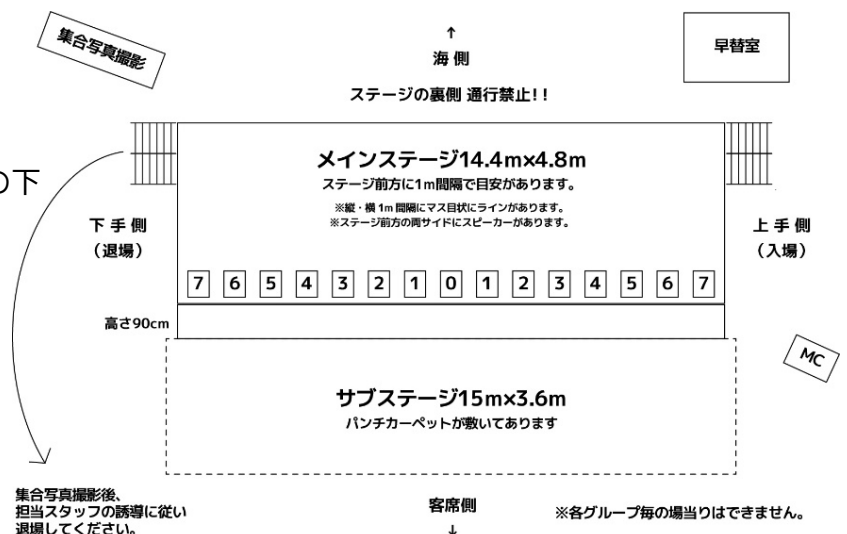 集合写真撮影
↑
海側
早替室
ステージの裏側 通行禁止!!
メインステージ14.4m×4.8m
ステージ前方に1m間隔で目安があります。
の下
※縦・横 1m 間隔にマス目状にラインがあります。
※ステージ前方の両サイドにスピーカーがあります。
下手側
(退場)
上手側
(入場)
7 6 5 4 3 2 1 0 1 2 3 4 5 6 7
高さ90cm
MC
サブステージ15m×3.6m
パンチカーペットが敷いてあります
集合写真撮影後、
担当スタッフの誘導に従い
退場してください。
客席側
↓
※各グループ毎の場当りはできません。